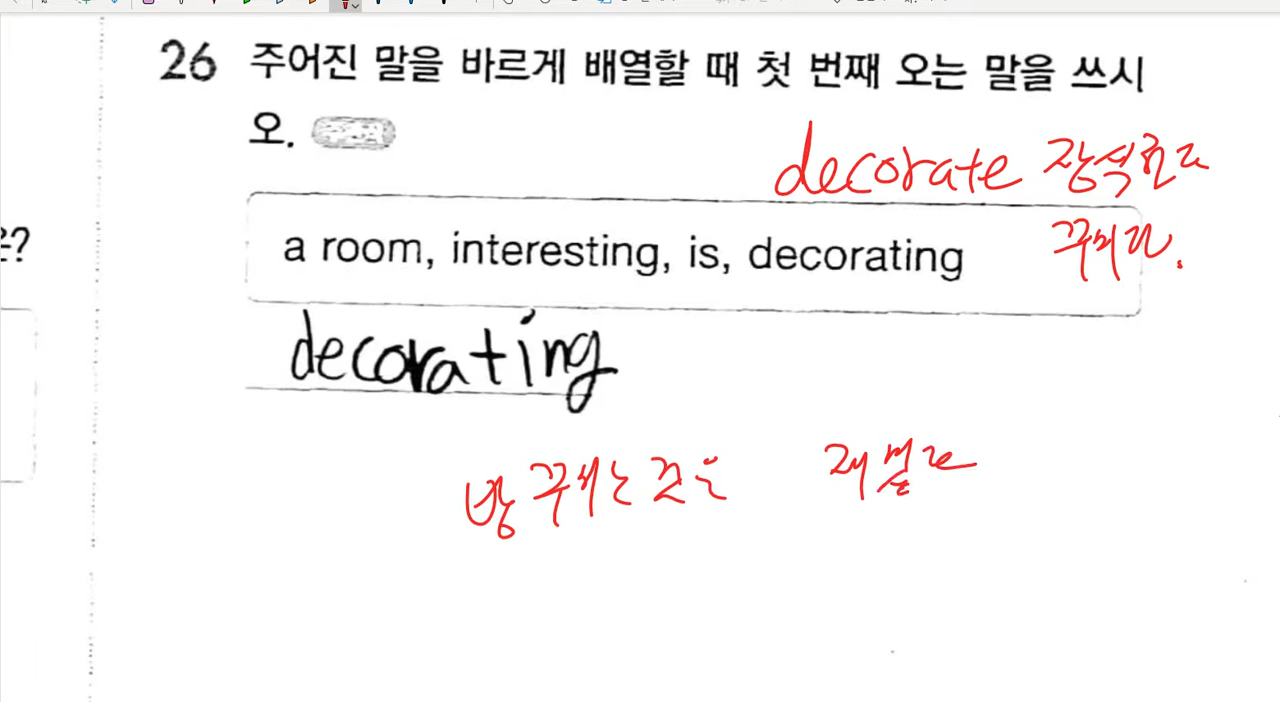 26 주어진 말을 바르게 배열할 때 첫 번째 오는 말을 쓰시
오.
decorate 장식하다
꾸미다.
?
a room, interesting, is, decorating
decorating
방 꾸미는 것은 재밌다